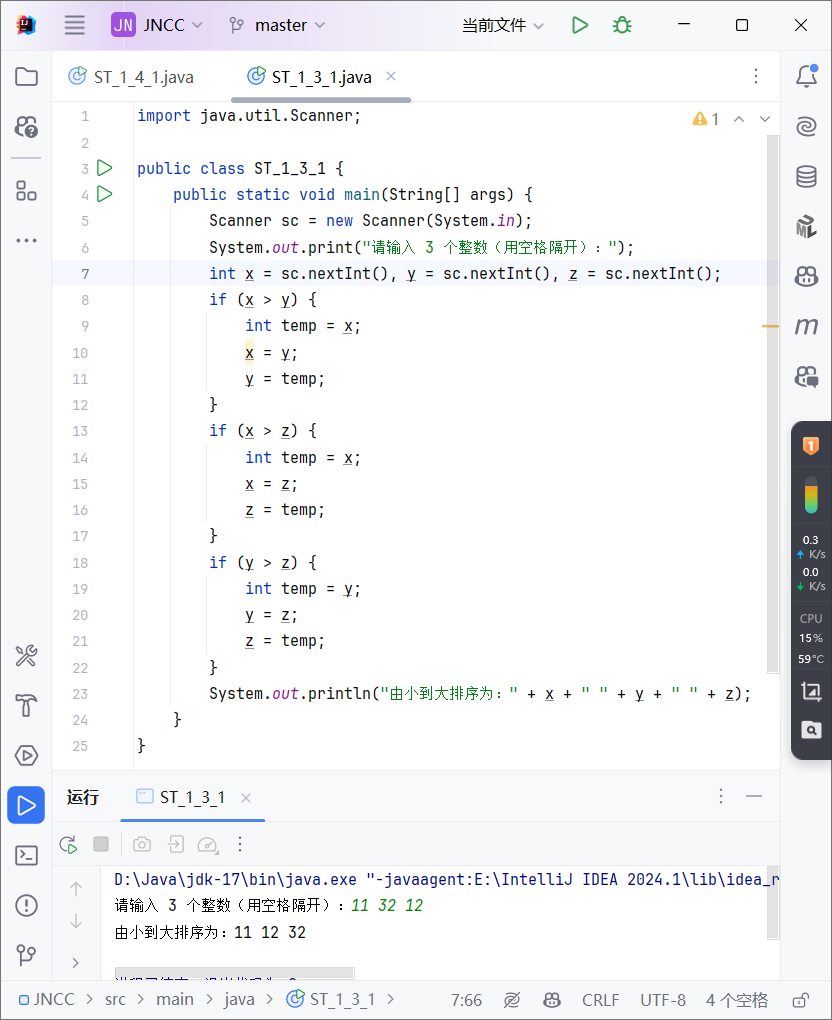 JN JNCC master 当前文件
ST_1_4_1.java ST_1_3_1.java
1 import java.util.Scanner;
1
2
3 public class ST_1_3_1 {
4 public static void main(String[] args) {
5 Scanner sc = new Scanner(System.in);
6 System.out.print("请输入 3 个整数（用空格隔开）：");
7 int x = sc.nextInt(), y = sc.nextInt(), z = sc.nextInt();
8 if (x > y) {
9 int temp = x;
10 x = y;
11 y = temp;
12 }
13 if (x > z) {
14 int temp = x;
15 x = z;
16 z = temp;
17 }
18 if (y > z) {
19 int temp = y;
20 y = z;
21 z = temp;
22 }
23 System.out.println("由小到大排序为：" + x + " " + y + " " + z);
24 }
25 }
1
0.3
K/s
0.0
K/s
CPU
15%
59°C
运行 ST_1_3_1
D:\Java\jdk-17\bin\java.exe "-javaagent:E:\IntelliJ IDEA 2024.1\lib\idea_r
请输入 3 个整数（用空格隔开）：11 32 12
由小到大排序为：11 12 32
JNCC > src > main > java > ST_1_3_1 > 7:66 CRLF UTF-8 4 个空格